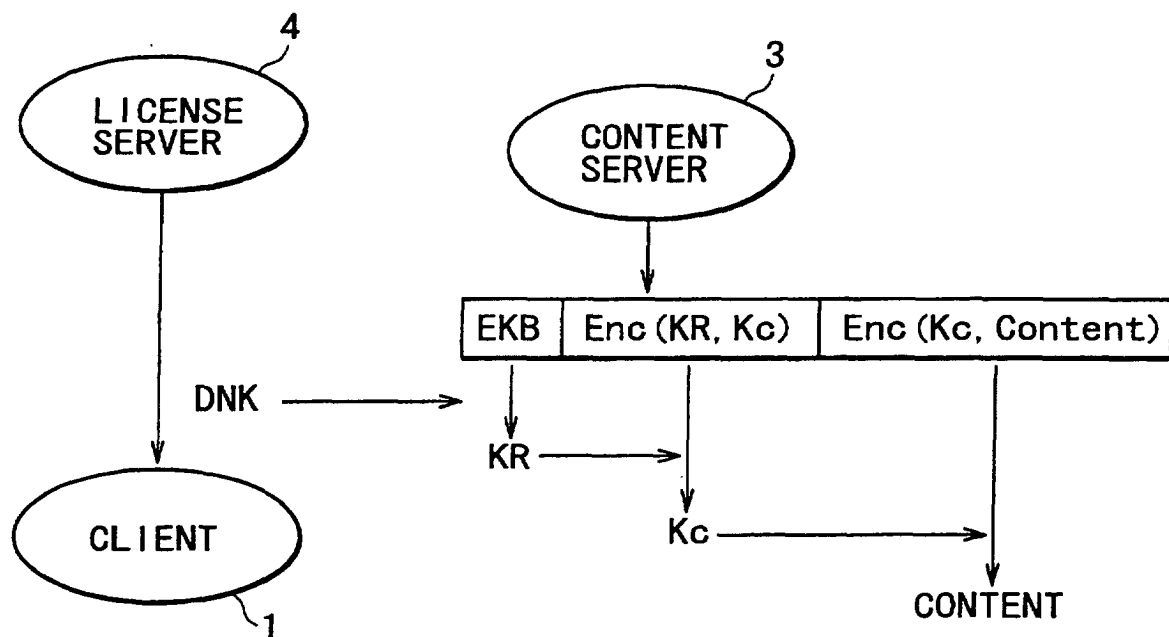 4
LICENSE
SERVER
3
CONTENT
SERVER
EKB Enc(KR, Kc) Enc(Kc, Content)
DNK
KR
Kc
CLIENT
CONTENT
1